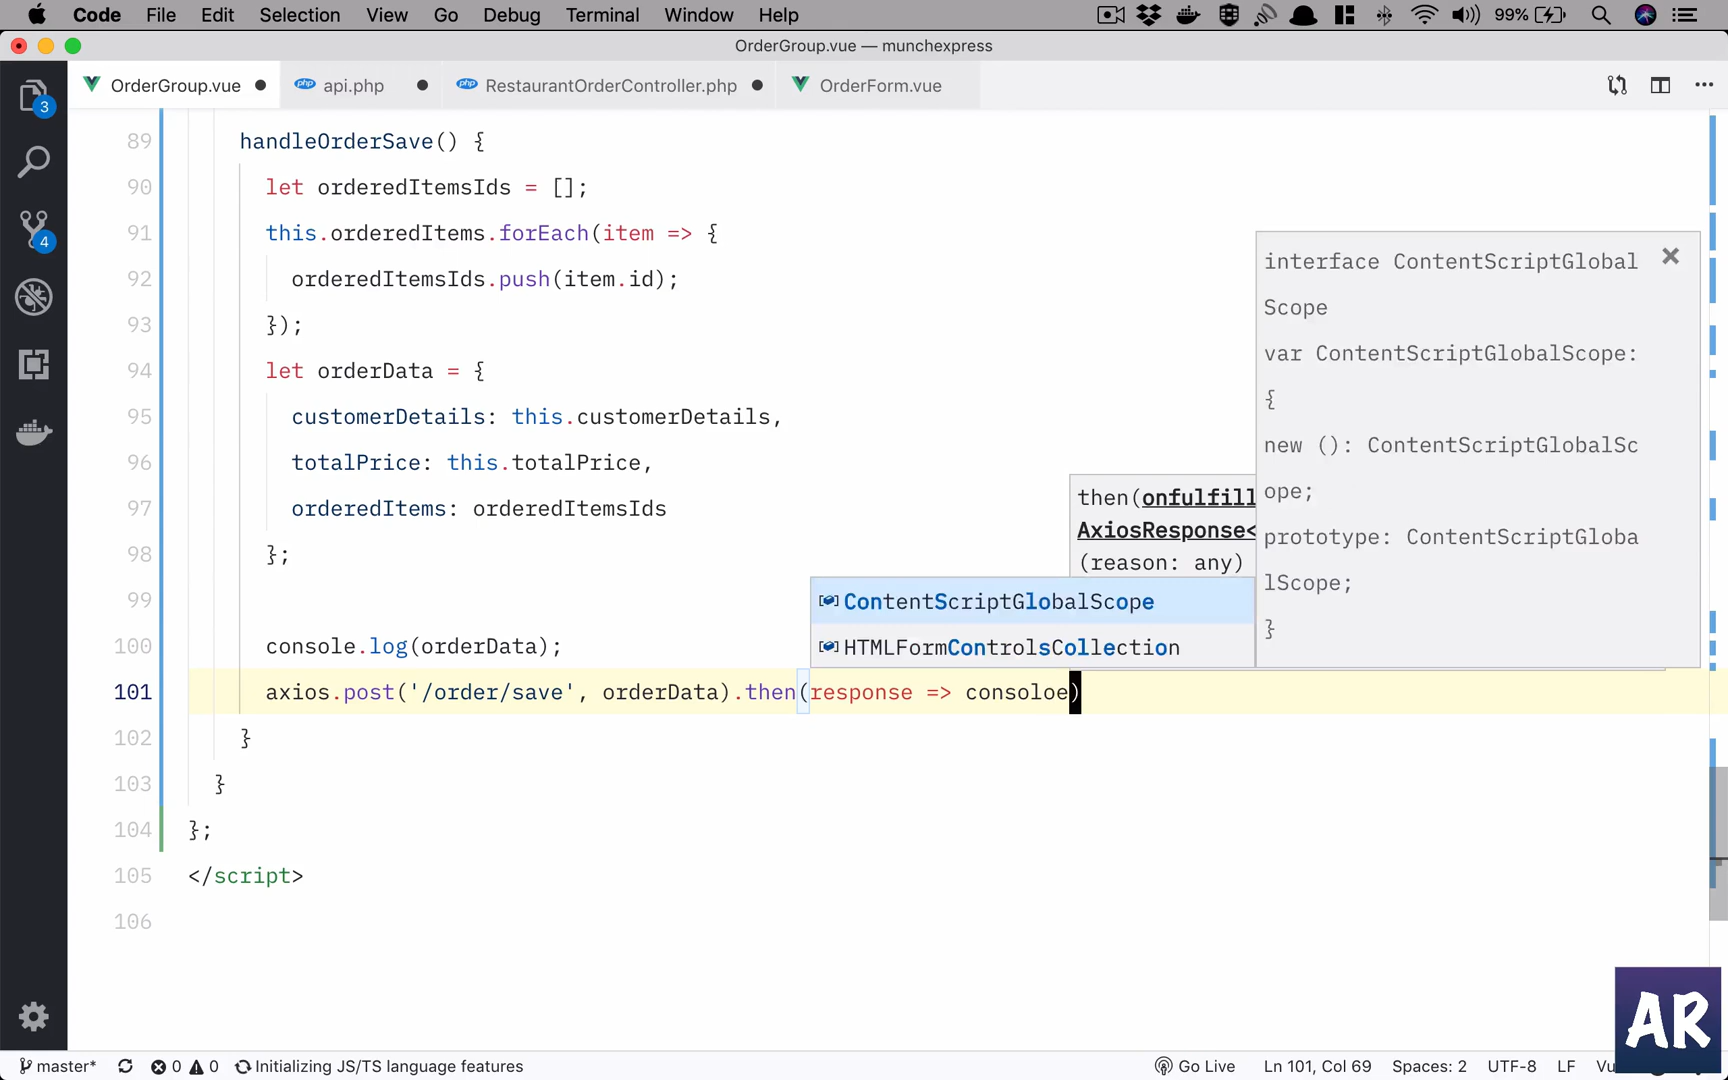 Code File Edit Selection View Go Debug Terminal Window Help 99%
OrderGroup.vue — munchexpress
OrderGroup.vue api.php RestaurantOrderController.php OrderForm.vue
3
4
89 handleOrderSave() {
90 let orderedItemsIds = [];
91 this.orderedItems.forEach(item => {
92 orderedItemsIds.push(item.id);
93 });
94 let orderData = {
95 customerDetails: this.customerDetails,
96 totalPrice: this.totalPrice,
97 orderedItems: orderedItemsIds
98 };
99
100 console.log(orderData);
101 axios.post('/order/save', orderData).then(response => consoloe)
102 }
103 }
104 };
105 </script>
106
then(onfulfill
AxiosResponse<
(reason: any)
ContentScriptGlobalScope
HTMLFormControlsCollection
interface ContentScriptGlobal
Scope
var ContentScriptGlobalScope:
{
new (): ContentScriptGlobalSc
ope;
prototype: ContentScriptGloba
lScope;
}
AR
master* 0 0 Initializing JS/TS language features Go Live Ln 101, Col 69 Spaces: 2 UTF-8 LF Vu